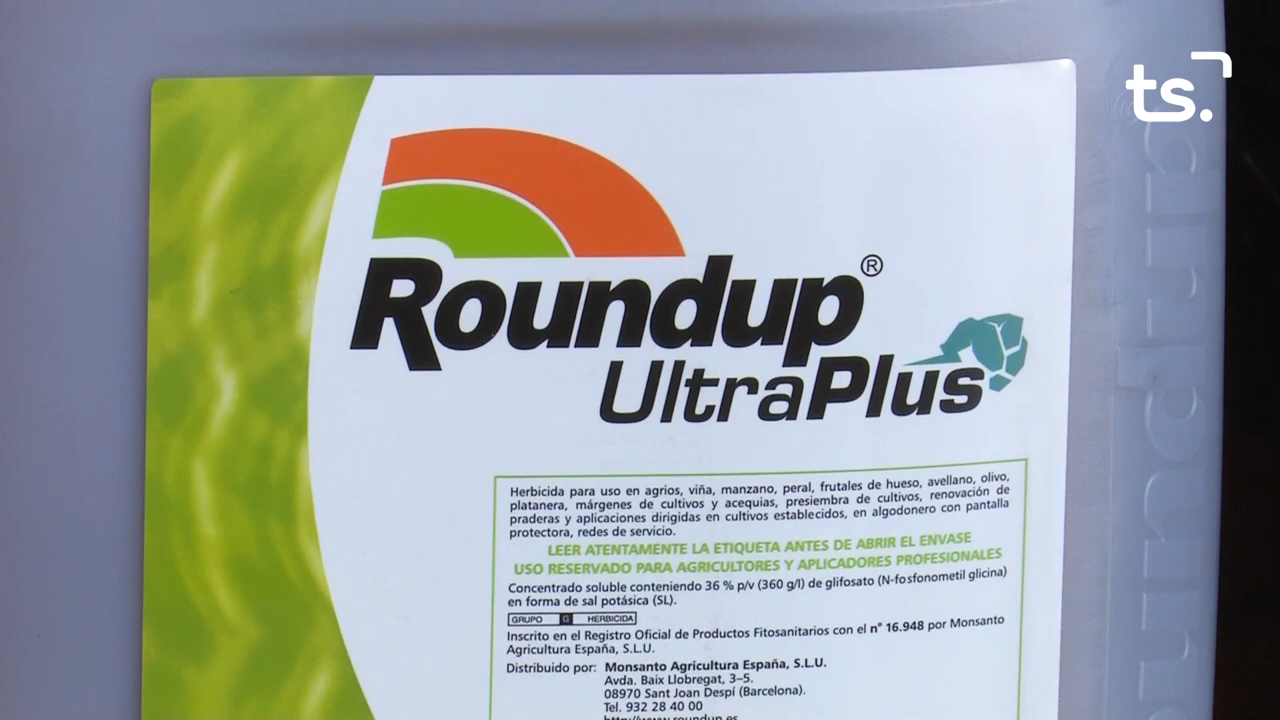 ts.
Roundup®
UltraPlus
Herbicida para uso en agrios, viña, manzano, peral, frutales de hueso, avellano, olivo,
platanera, márgenes de cultivos y acequias, presiembra de cultivos, renovación de
praderas y aplicaciones dirigidas en cultivos establecidos, en algodonero con pantalla
protectora, redes de servicio.
LEER ATENTAMENTE LA ETIQUETA ANTES DE ABRIR EL ENVASE
USO RESERVADO PARA AGRICULTORES Y APLICADORES PROFESIONALES
Concentrado soluble conteniendo 36 % p/v (360 g/l) de glifosato (N-fosfonometil glicina)
en forma de sal potásica (SL).
GRUPO G HERBICIDA
Inscrito en el Registro Oficial de Productos Fitosanitarios con el n° 16.948 por Monsanto
Agricultura España, S.L.U.
Distribuido por: Monsanto Agricultura España, S.L.U.
Avda. Baix Llobregat, 3–5.
08970 Sant Joan Despí (Barcelona).
Tel. 932 28 40 00
http://www.roundup.es
roundup